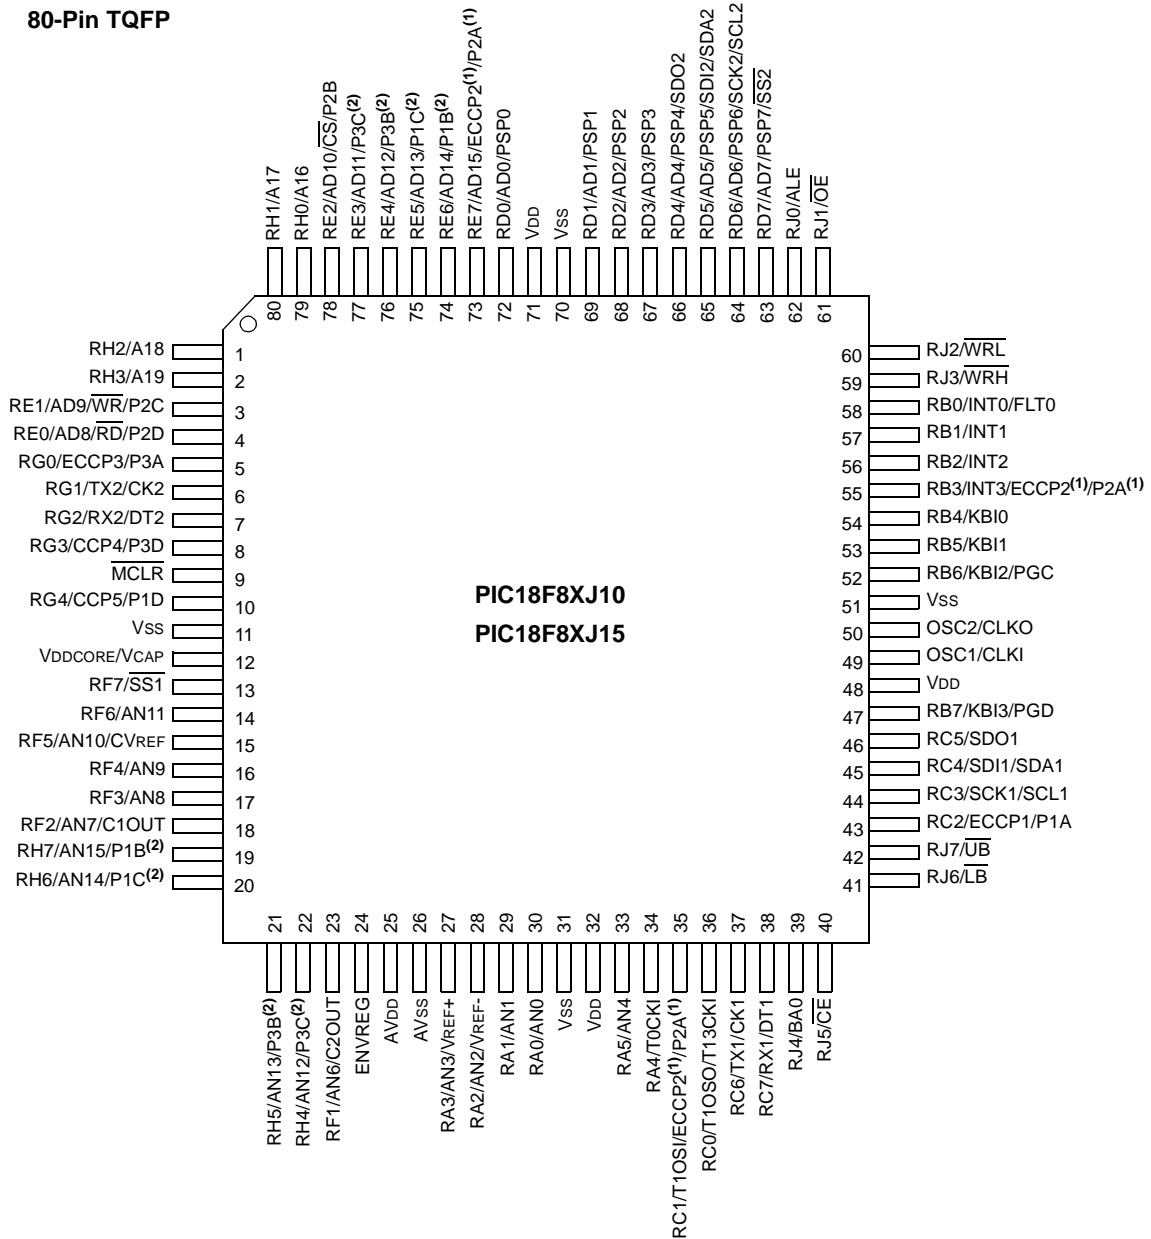 80-Pin TQFP
RH1/A17
RH0/A16
RE2/AD10/CS/P2B
RE3/AD11/P3C(2)
RE4/AD12/P3B(2)
RE5/AD13/P1C(2)
RE6/AD14/P1B(2)
RE7/AD15/ECCP2(1)/P2A(1)
RD0/AD0/PSP0
VDD
VSS
RD1/AD1/PSP1
RD2/AD2/PSP2
RD3/AD3/PSP3
RD4/AD4/PSP4/SDO2
RD5/AD5/PSP5/SDI2/SDA2
RD6/AD6/PSP6/SCK2/SCL2
RD7/AD7/PSP7/SS2
RJ0/ALE
RJ1/OE
80 79 78 77 76 75 74 73 72 71 70 69 68 67 66 65 64 63 62 61
RH2/A18 1
RH3/A19 2
RE1/AD9/WR/P2C 3
RE0/AD8/RD/P2D 4
RG0/ECCP3/P3A 5
RG1/TX2/CK2 6
RG2/RX2/DT2 7
RG3/CCP4/P3D 8
MCLR 9
RG4/CCP5/P1D 10
VSS 11
VDDCORE/VCAP 12
RF7/SS1 13
RF6/AN11 14
RF5/AN10/CVREF 15
RF4/AN9 16
RF3/AN8 17
RF2/AN7/C1OUT 18
RH7/AN15/P1B(2) 19
RH6/AN14/P1C(2) 20
PIC18F8XJ10
PIC18F8XJ15
60 RJ2/WRL
59 RJ3/WRH
58 RB0/INT0/FLT0
57 RB1/INT1
56 RB2/INT2
55 RB3/INT3/ECCP2(1)/P2A(1)
54 RB4/KBI0
53 RB5/KBI1
52 RB6/KBI2/PGC
51 VSS
50 OSC2/CLKO
49 OSC1/CLKI
48 VDD
47 RB7/KBI3/PGD
46 RC5/SDO1
45 RC4/SDI1/SDA1
44 RC3/SCK1/SCL1
43 RC2/ECCP1/P1A
42 RJ7/UB
41 RJ6/LB
21 22 23 24 25 26 27 28 29 30 31 32 33 34 35 36 37 38 39 40
RH5/AN13/P3B(2)
RH4/AN12/P3C(2)
RF1/AN6/C2OUT
ENVREG
AVDD
AVSS
RA3/AN3/VREF+
RA2/AN2/VREF-
RA1/AN1
RA0/AN0
VSS
VDD
RA5/AN4
RA4/T0CKI
RC1/T1OSI/ECCP2(1)/P2A(1)
RC0/T1OSO/T13CKI
RC6/TX1/CK1
RC7/RX1/DT1
RJ4/BA0
RJ5/CE